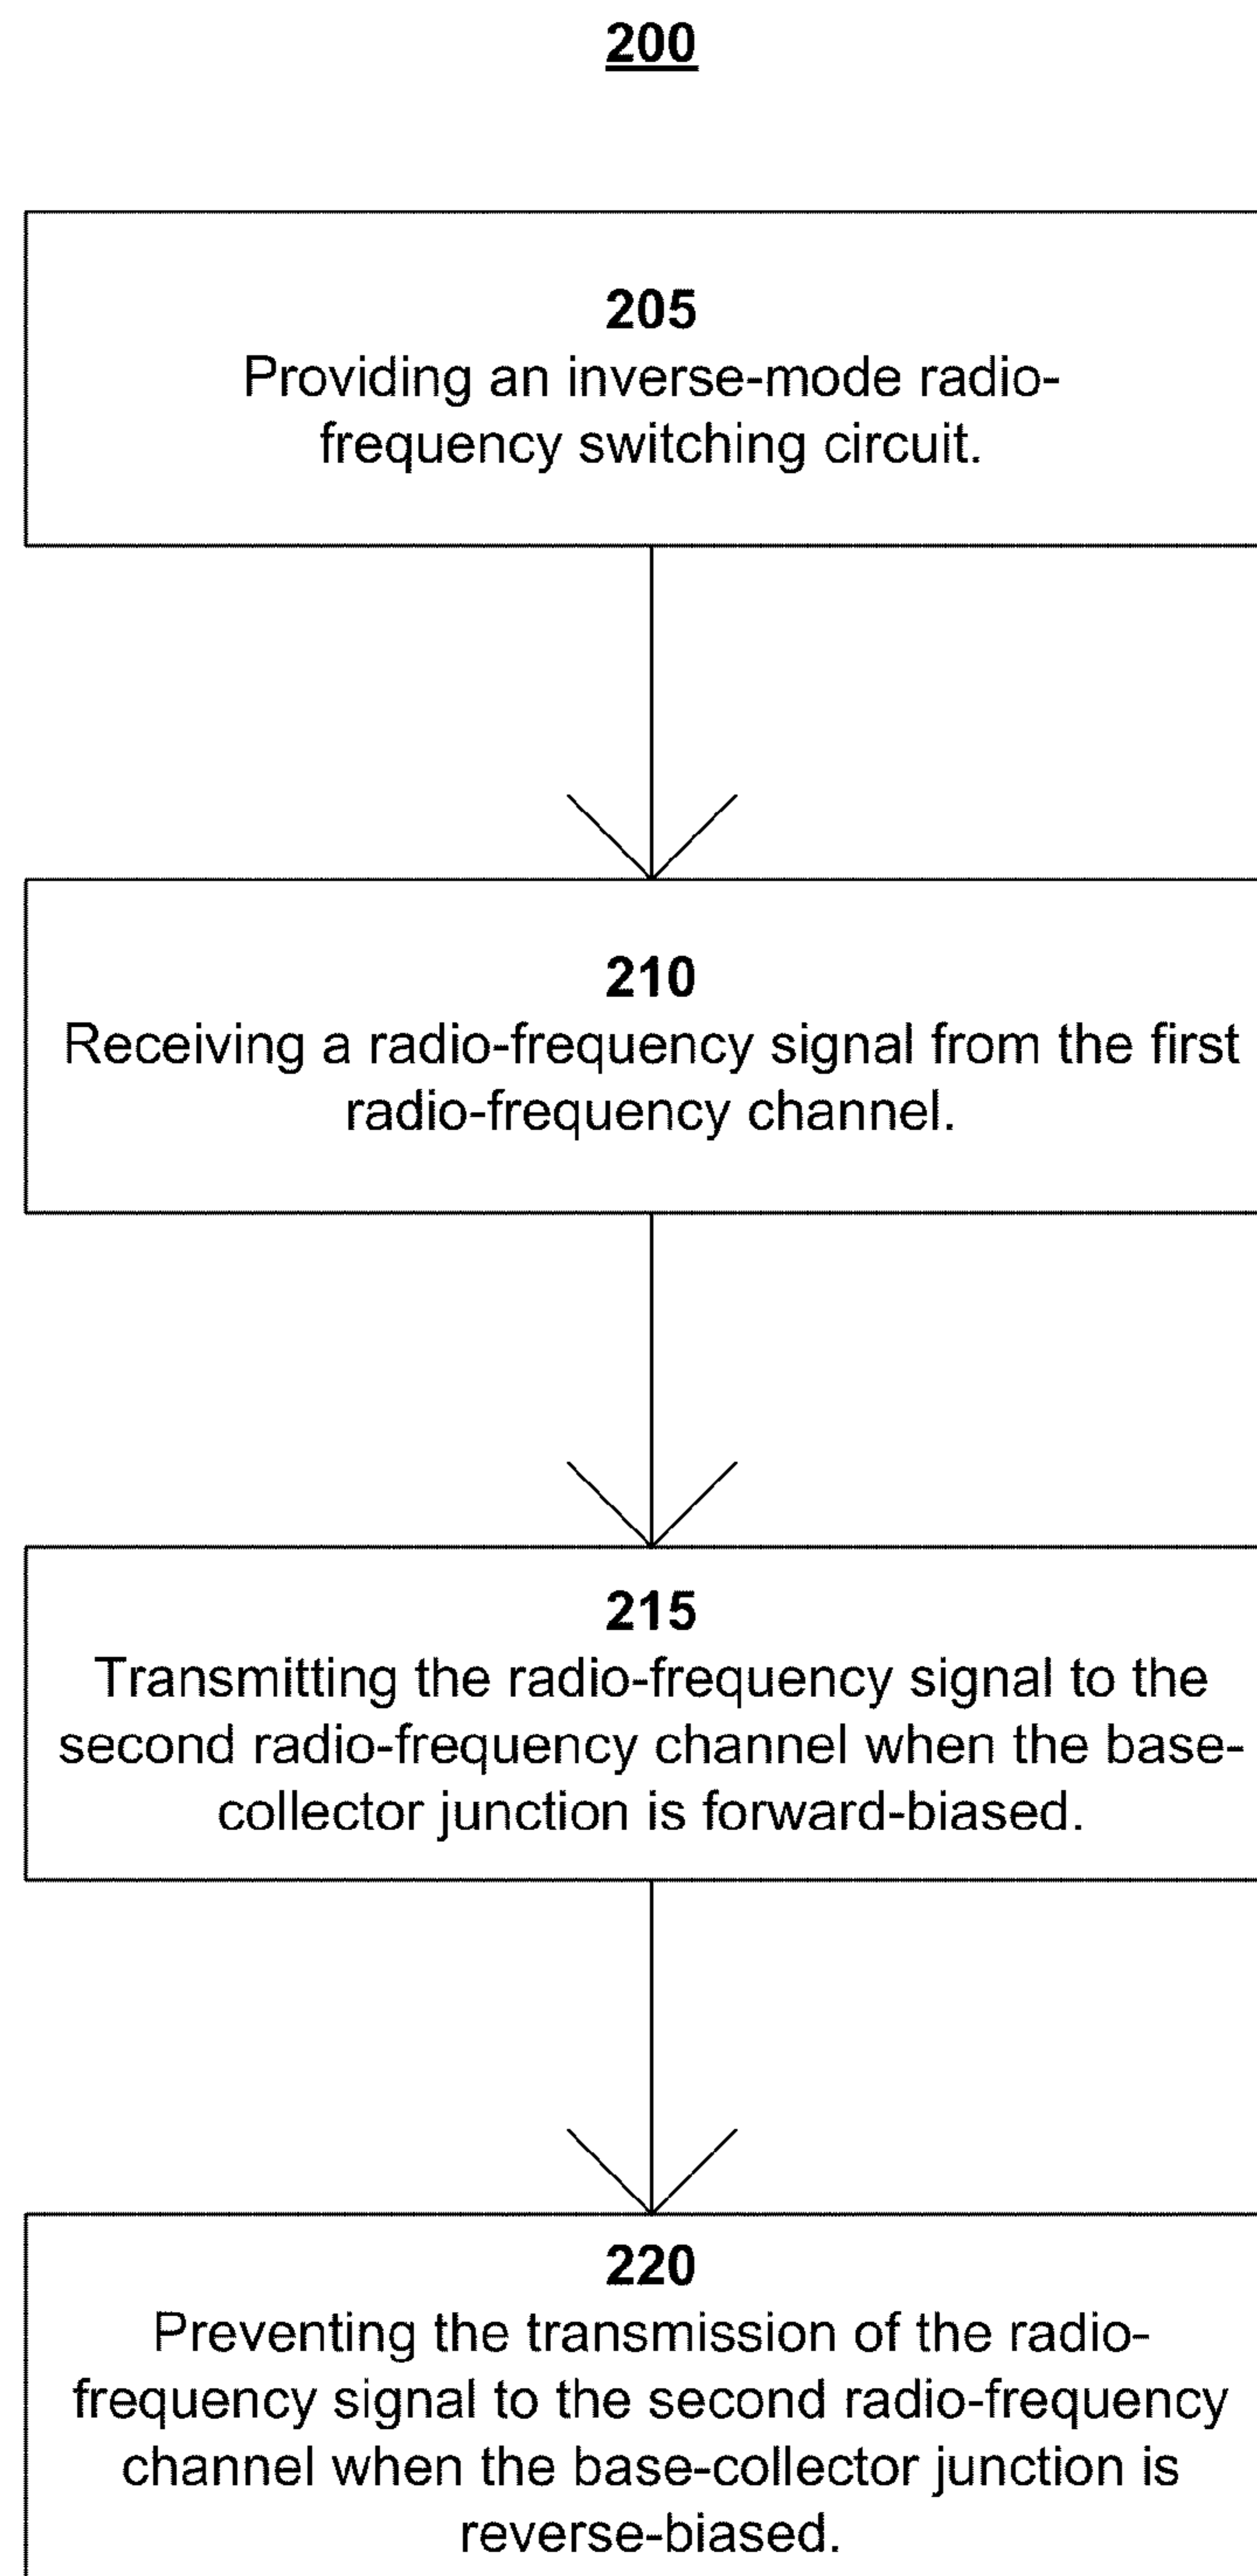 200
205
Providing an inverse-mode radio-
frequency switching circuit.
210
Receiving a radio-frequency signal from the first
radio-frequency channel.
215
Transmitting the radio-frequency signal to the
second radio-frequency channel when the base-
collector junction is forward-biased.
220
Preventing the transmission of the radio-
frequency signal to the second radio-frequency
channel when the base-collector junction is
reverse-biased.